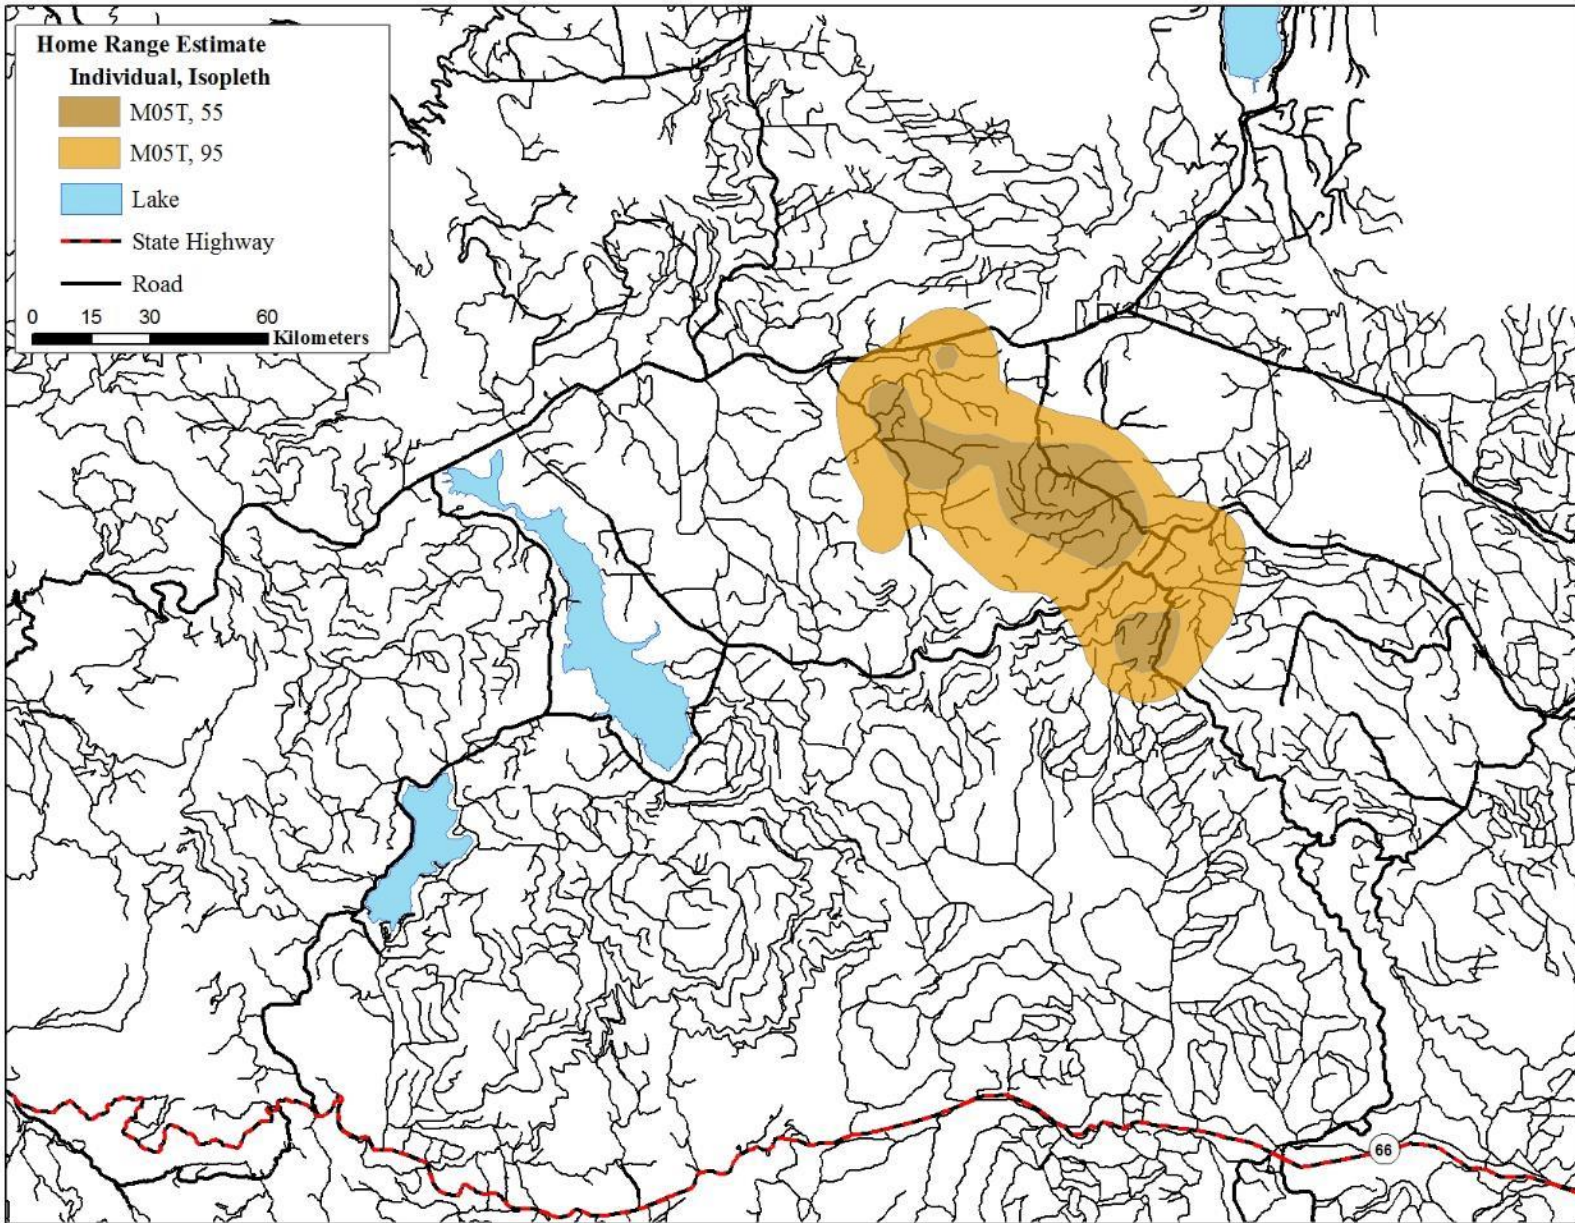 Home Range Estimate
Individual, Isopleth
M05T, 55
M05T, 95
Lake
State Highway
Road
0 15 30 60
Kilometers
66